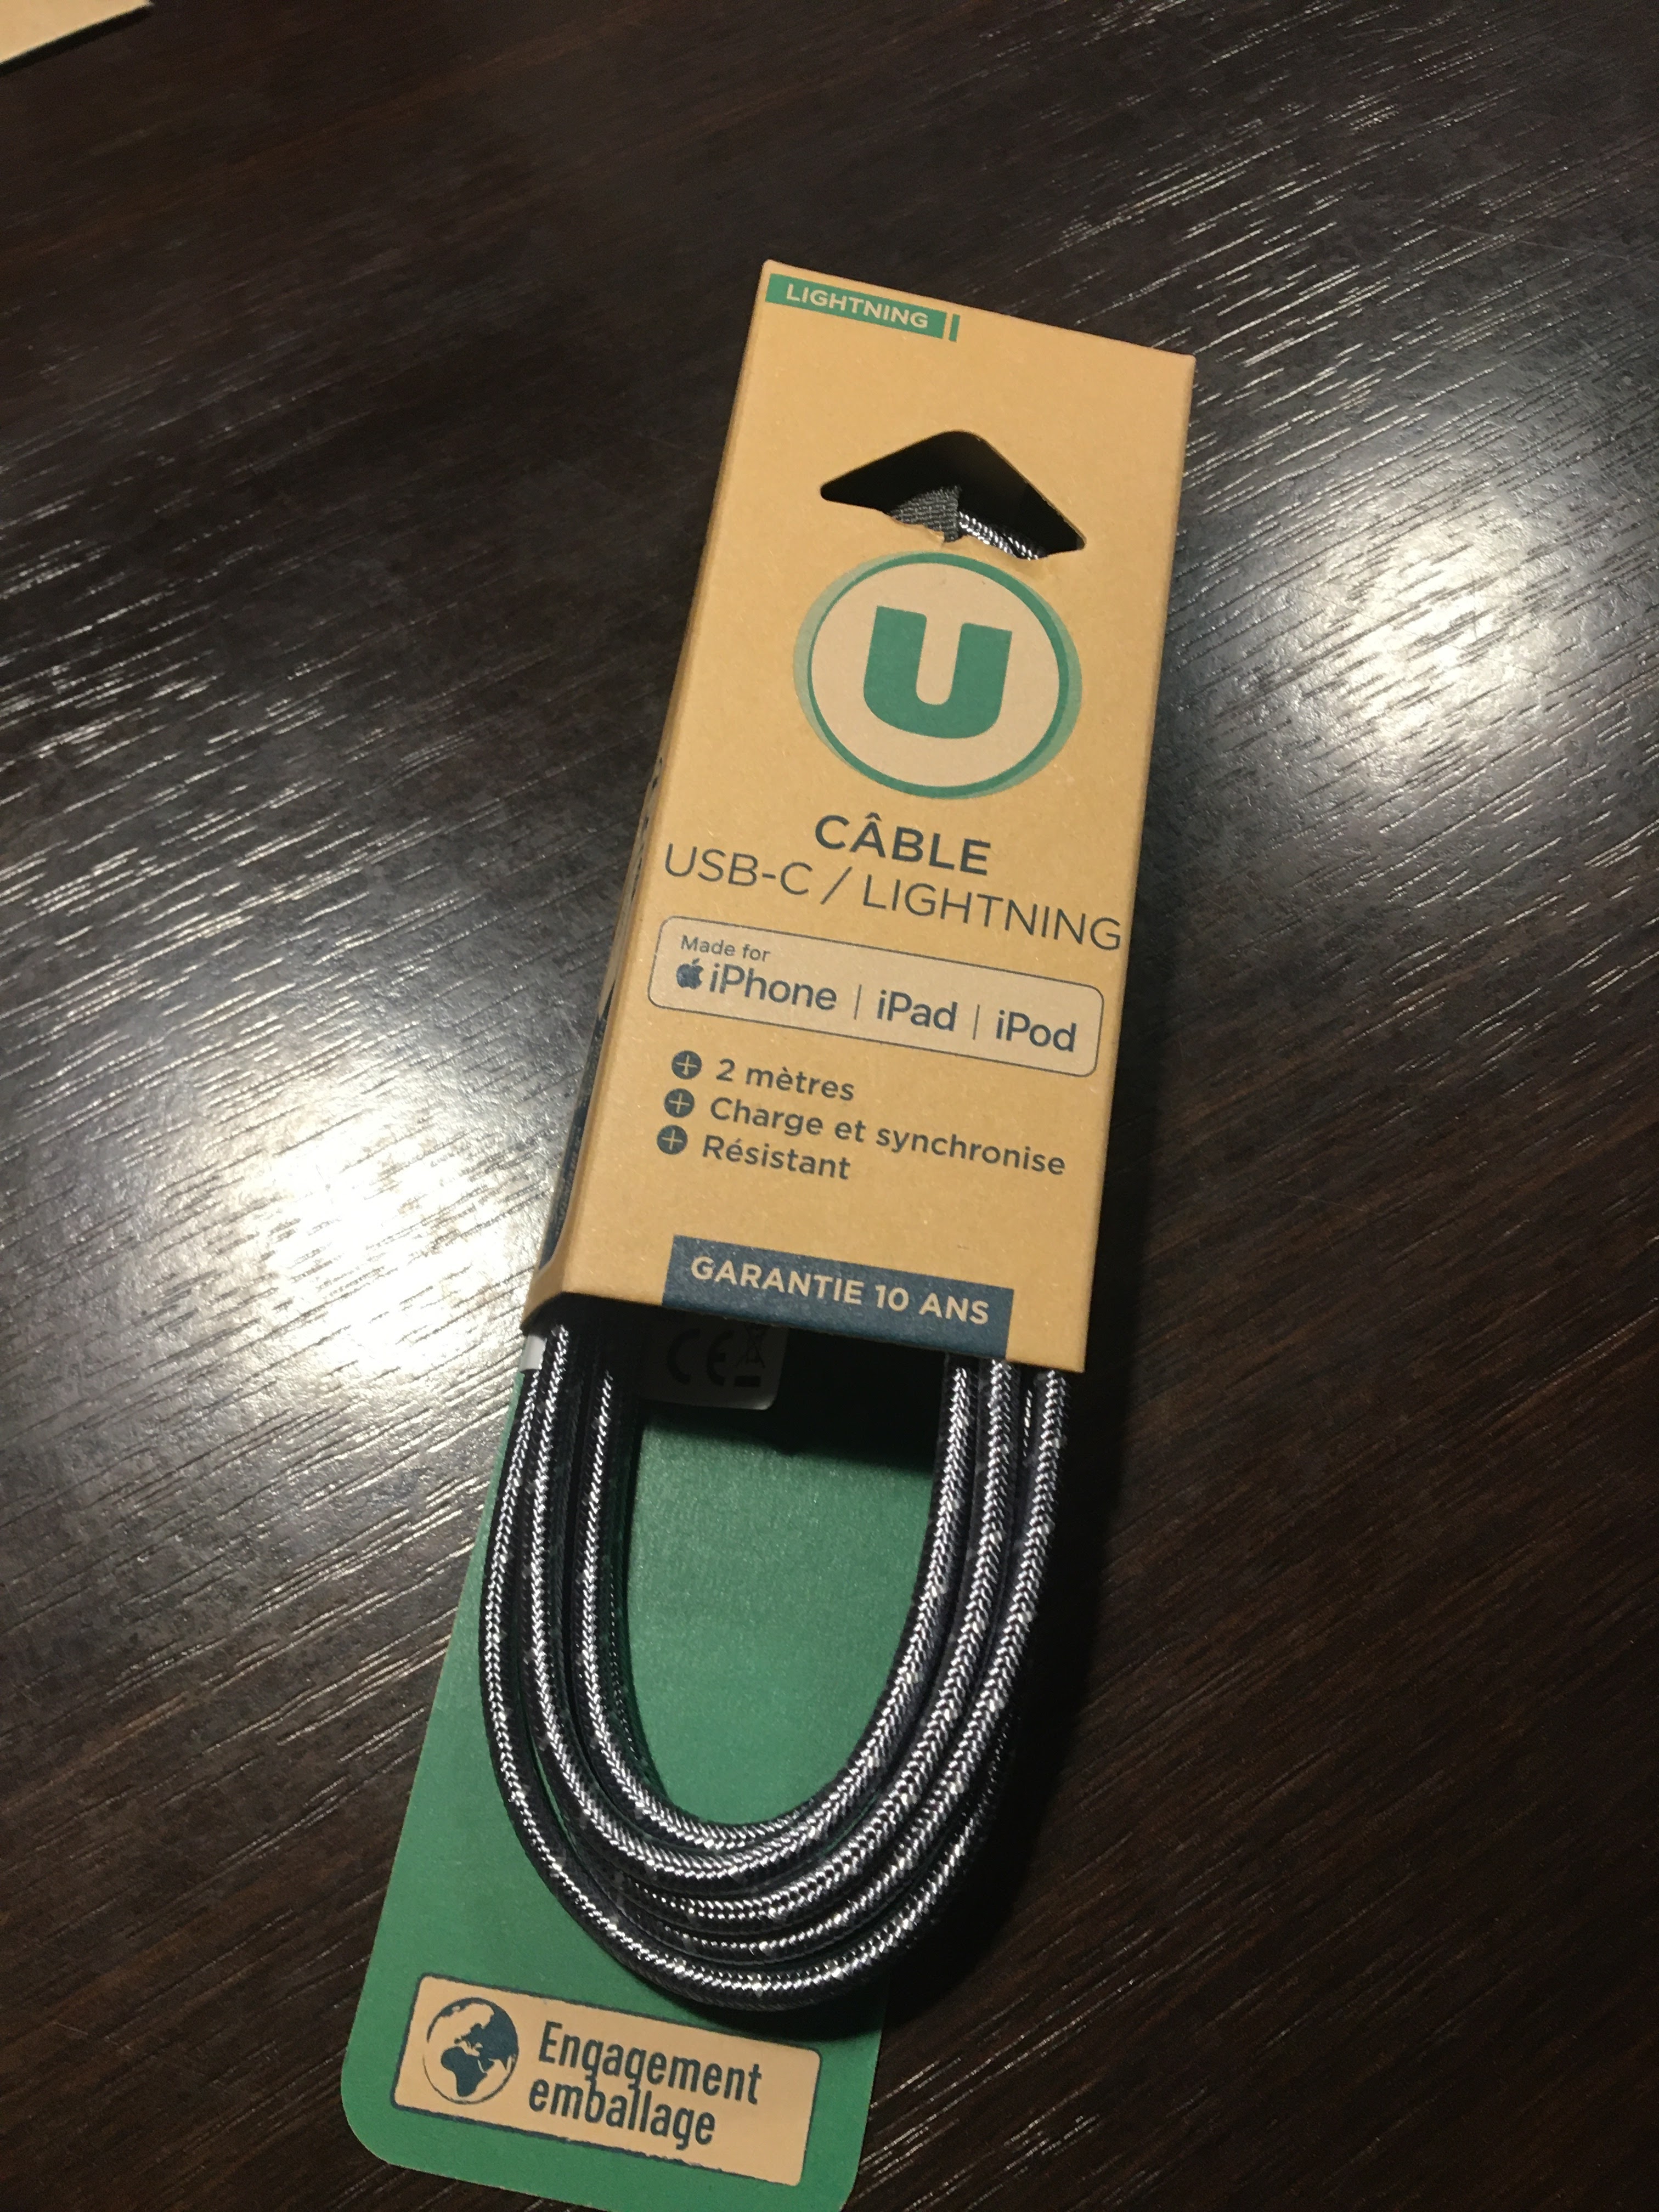 LIGHTNING
U
CÂBLE
USB-C / LIGHTNING
Made for
iPhone | iPad | iPod
2 mètres
Charge et synchronise
Résistant
GARANTIE 10 ANS
CE
Engagement
emballage